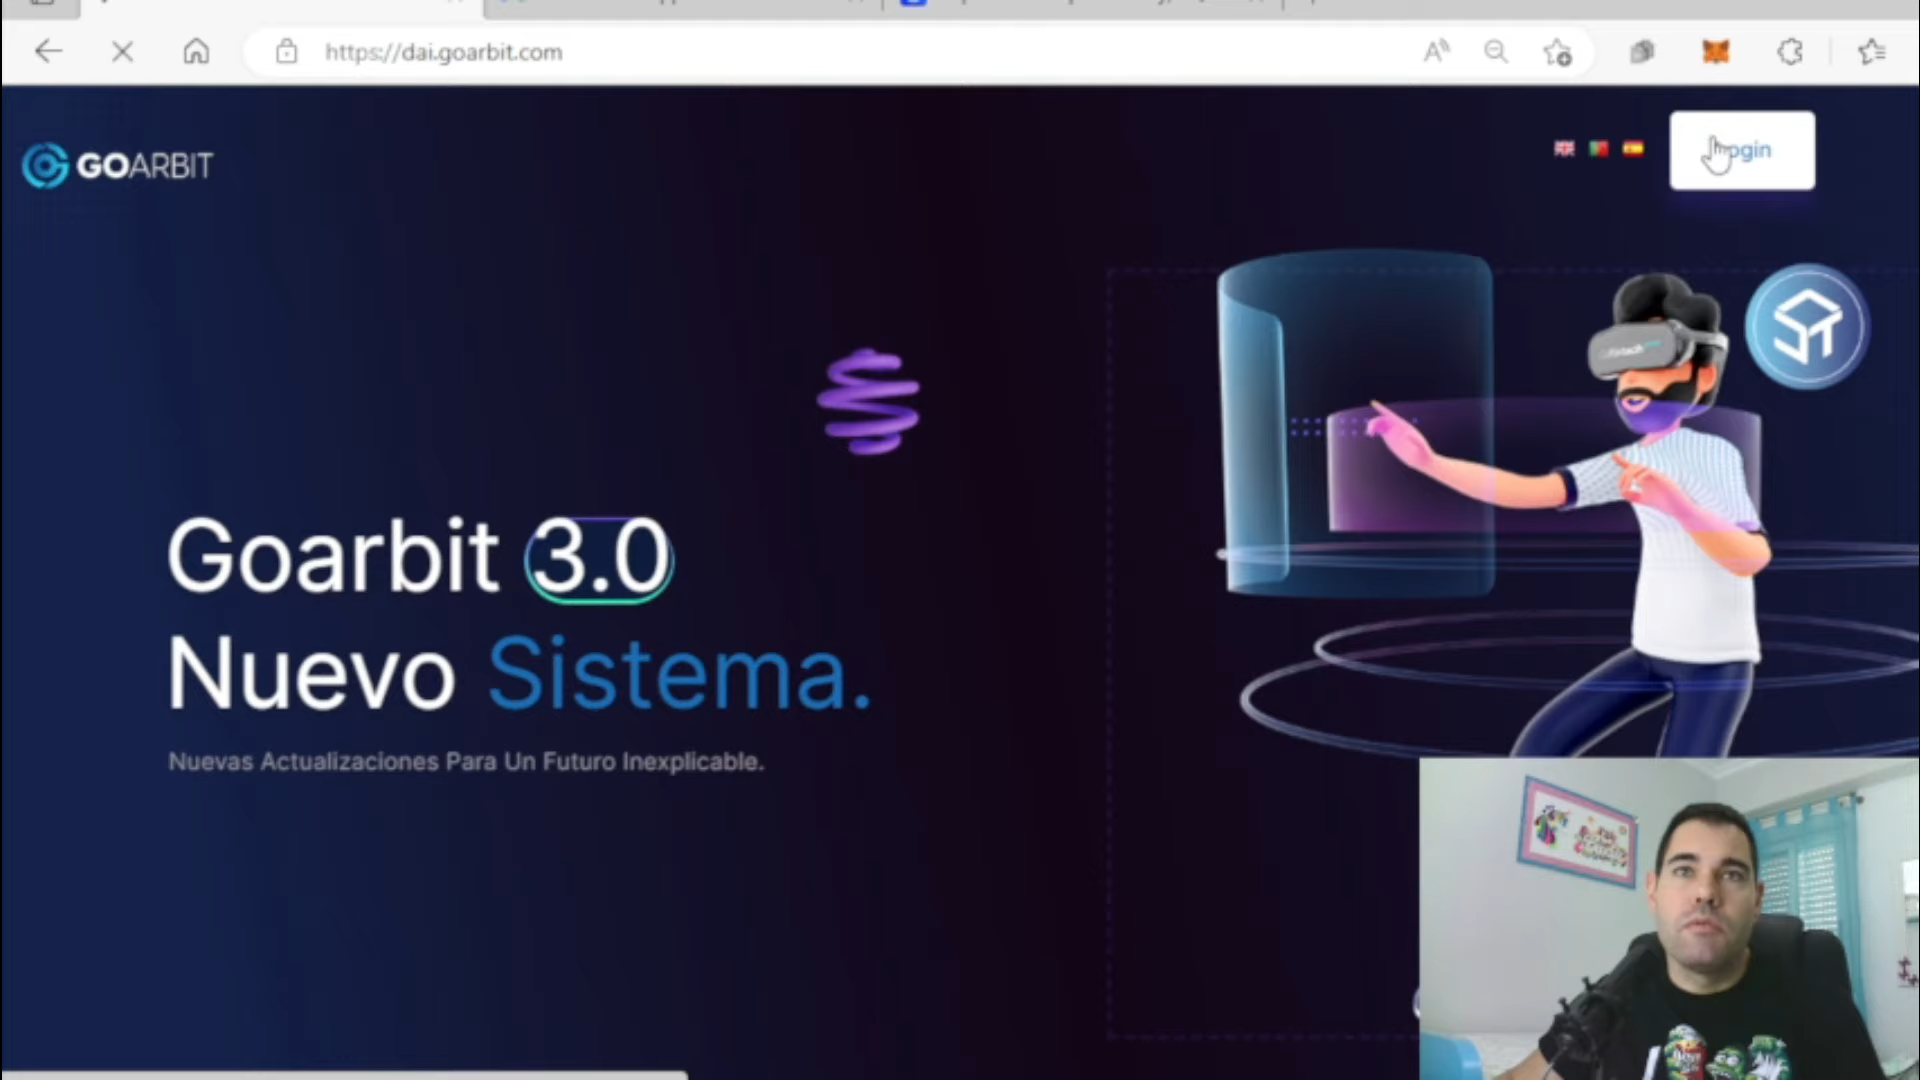 https://dai.goarbit.com
GOARBIT
Login
Goarbit 3.0
Nuevo Sistema.
Nuevas Actualizaciones Para Un Futuro Inexplicable.